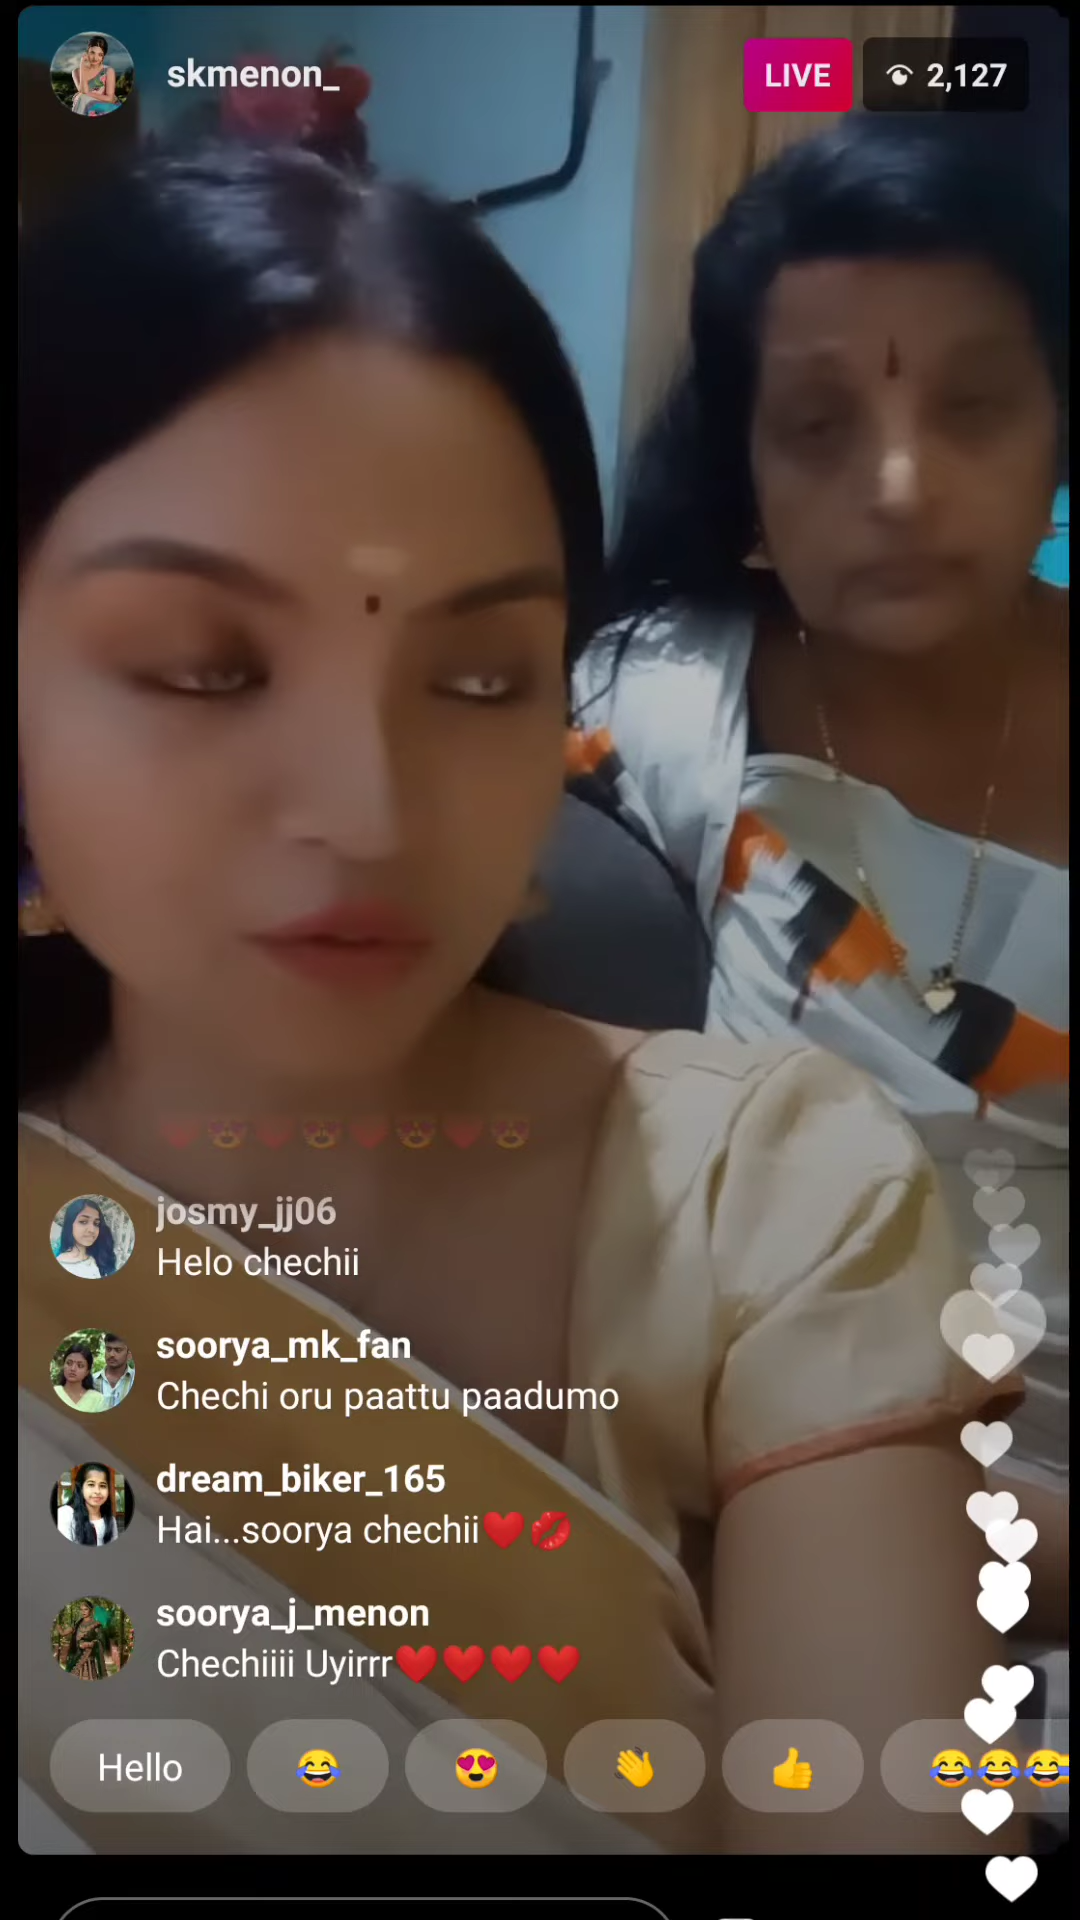 skmenon_
LIVE
2,127
❤️😍❤️😍❤️😍❤️😍
josmy_jj06
Helo chechii
soorya_mk_fan
Chechi oru paattu paadumo
dream_biker_165
Hai...soorya chechii❤️💋
soorya_j_menon
Chechiiii Uyirrr❤️❤️❤️❤️
Hello 😂 😍 👋 👍 😂😂😂